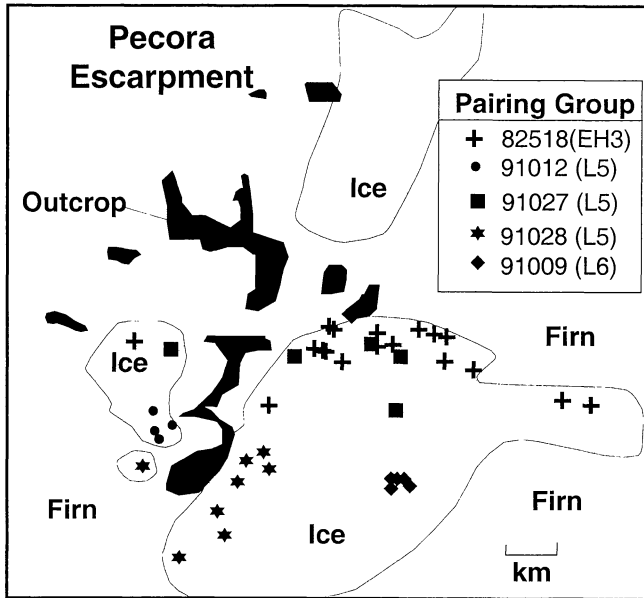 Pecora
Escarpment
Pairing Group
82518(EH3)
91012 (L5)
91027 (L5)
91028 (L5)
91009 (L6)
Ice
Outcrop
Firn
Ice
Firn
Firn
Ice
km